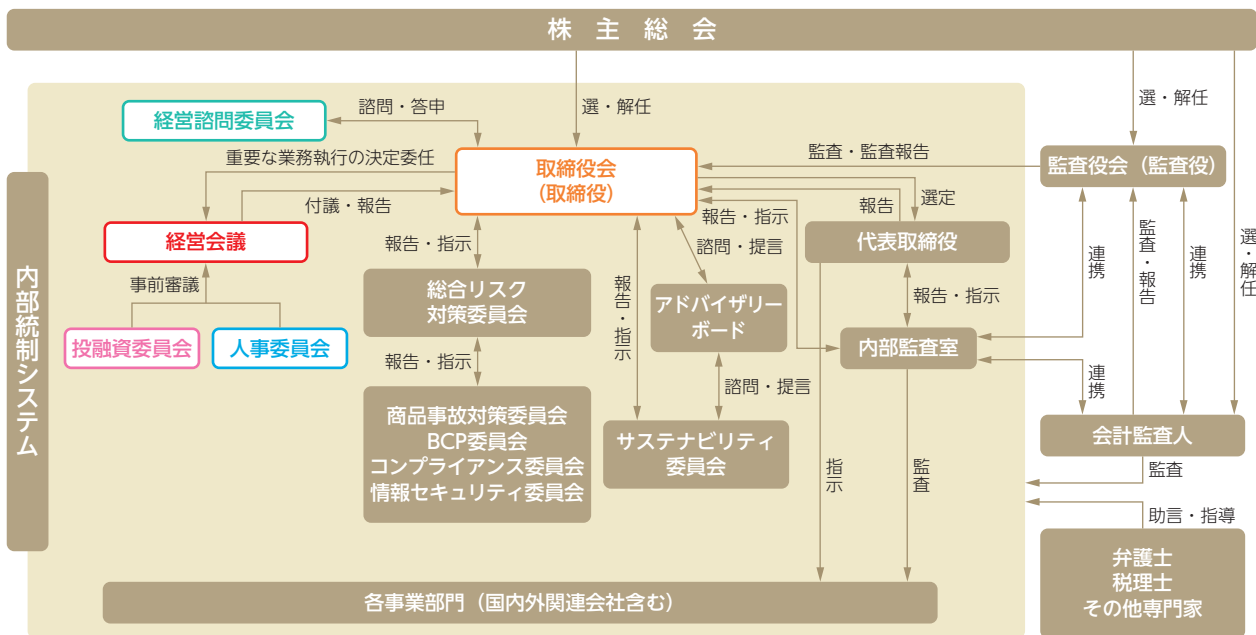 株主総会
諮問・答申
選・解任
選・解任
経営諮問委員会
重要な業務執行の決定委任
取締役会
(取締役)
監査・監査報告
監査役会(監査役)
付議・報告
報告・指示
報告
選定
経営会議
報告・指示
諮問・提言
代表取締役
連携
監査・報告
連携
選・解任
内部統制システム
事前審議
総合リスク
対策委員会
報告・指示
アドバイザリー
ボード
報告・指示
投融資委員会
人事委員会
内部監査室
報告・指示
諮問・提言
連携
商品事故対策委員会
BCP委員会
コンプライアンス委員会
情報セキュリティ委員会
サステナビリティ
委員会
会計監査人
指示
監査
監査
助言・指導
弁護士
税理士
その他専門家
各事業部門(国内外関連会社含む)